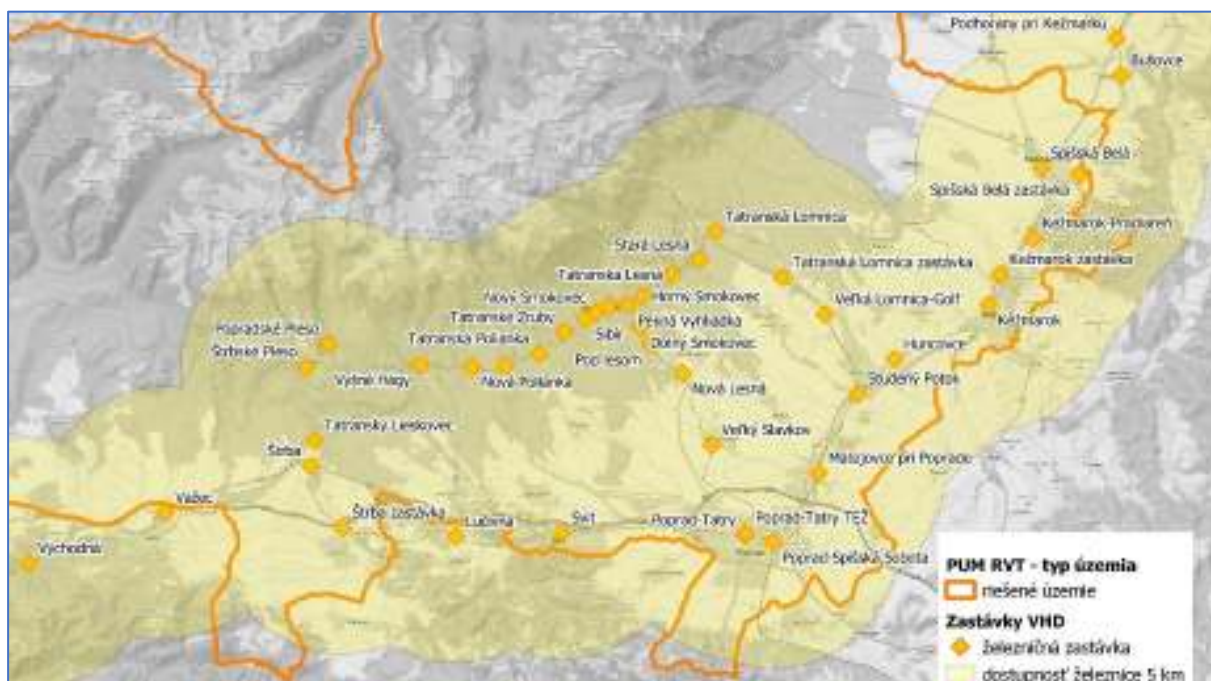 Podhorany pri Kežmarku
Bušovce
Spišská Belá
Spišská Belá zastávka
Kežmarok-Pradiareň
Kežmarok zastávka
Tatranská Lomnica
Stará Lesná
Tatranská Lomnica zastávka
Tatranská Lesná
Nový Smokovec
Horný Smokovec
Veľká Lomnica-Golf
Kežmarok
Tatranské Zruby
Pekná Vyhliadka
Popradské Pleso
Sibír
Dolný Smokovec
Tatranská Polianka
Huncovce
Štrbské Pleso
Pod lesom
Vyšné Hágy
Nová Polianka
Nová Lesná
Studený Potok
Tatranský Lieskovec
Veľký Slavkov
Štrba
Matejovce pri Poprade
Važec
Štrba zastávka
Lučivná
Svit
Poprad-Tatry
Poprad-Tatry TEŽ
Východná
Poprad-Spišská Sobota
PUM RVT - typ územia
riešené územie
Zastávky VHD
železničná zastávka
dostupnosť železnice 5 km